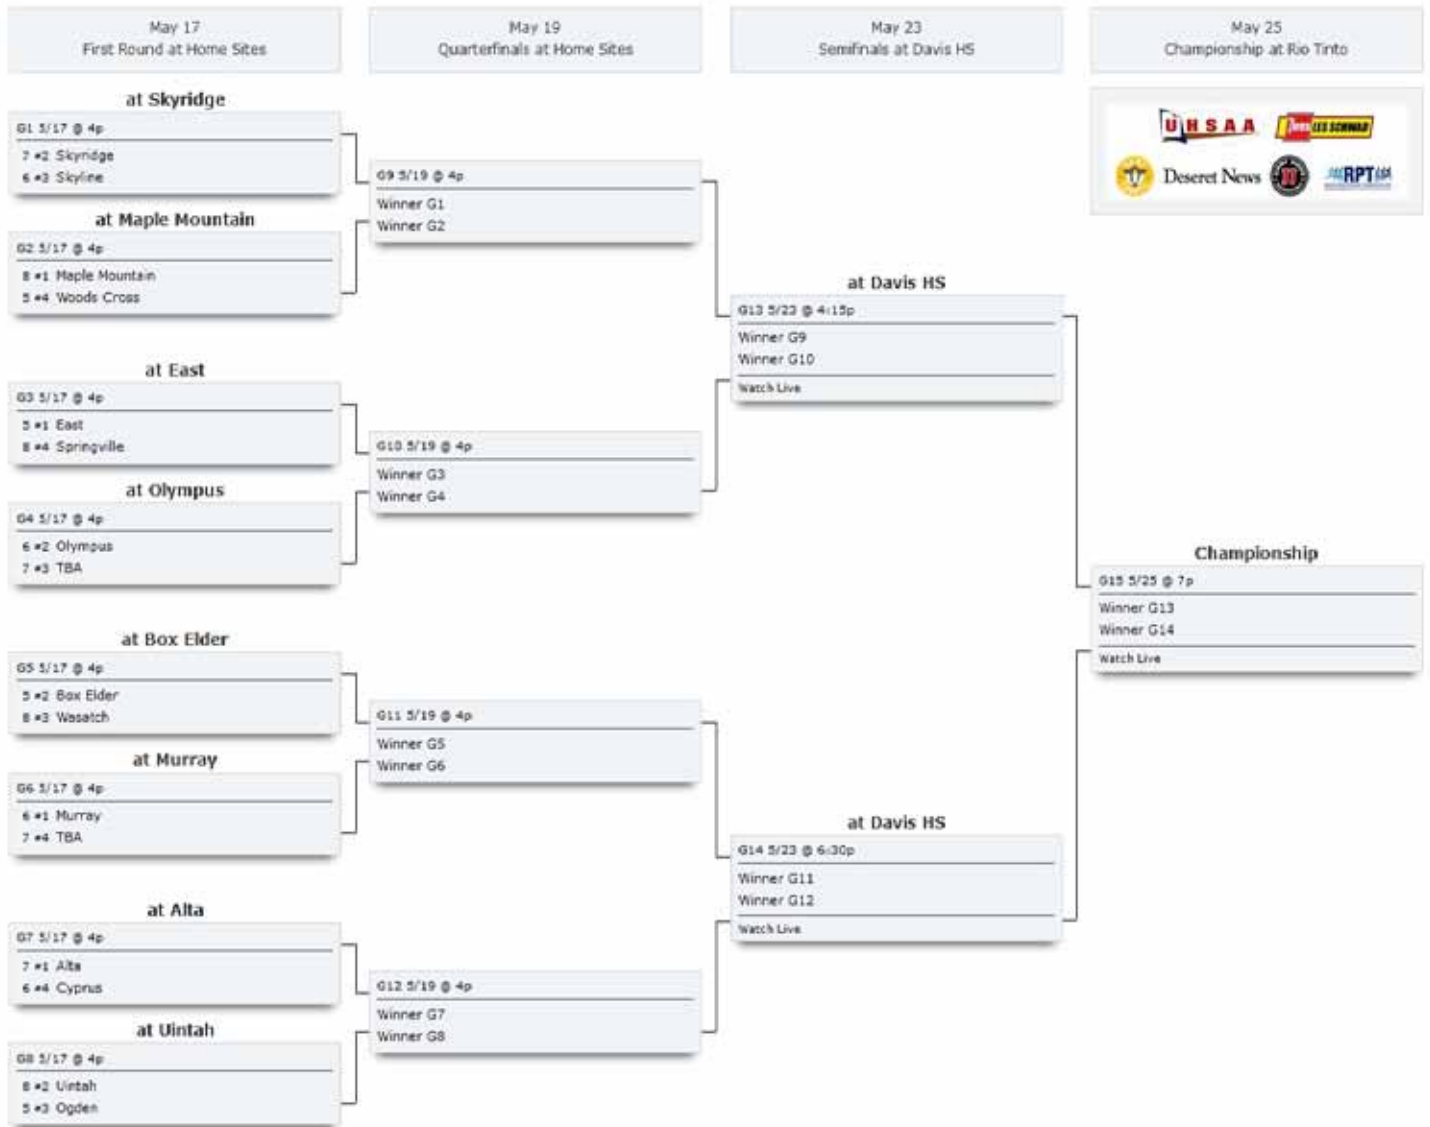 May 17
First Round at Home Sites
May 19
Quarterfinals at Home Sites
May 23
Semifinals at Davis HS
May 25
Championship at Rio Tinto
UHSAA
LES SCHWAB
Deseret News
RPT
at Skyridge
G1 5/17 @ 4p
7 #2 Skyridge
6 #3 Skyline
at Maple Mountain
G2 5/17 @ 4p
8 #1 Maple Mountain
5 #4 Woods Cross
at East
G3 5/17 @ 4p
5 #1 East
8 #4 Springville
at Olympus
G4 5/17 @ 4p
6 #2 Olympus
7 #3 TBA
at Box Elder
G5 5/17 @ 4p
5 #2 Box Elder
8 #3 Wasatch
at Murray
G6 5/17 @ 4p
6 #1 Murray
7 #4 TBA
at Alta
G7 5/17 @ 4p
7 #1 Alta
6 #4 Cyprus
at Uintah
G8 5/17 @ 4p
8 #2 Uintah
5 #3 Ogden
G9 5/19 @ 4p
Winner G1
Winner G2
G10 5/19 @ 4p
Winner G3
Winner G4
G11 5/19 @ 4p
Winner G5
Winner G6
G12 5/19 @ 4p
Winner G7
Winner G8
at Davis HS
G13 5/23 @ 4:15p
Winner G9
Winner G10
Watch Live
at Davis HS
G14 5/23 @ 6:30p
Winner G11
Winner G12
Watch Live
Championship
G15 5/25 @ 7p
Winner G13
Winner G14
Watch Live